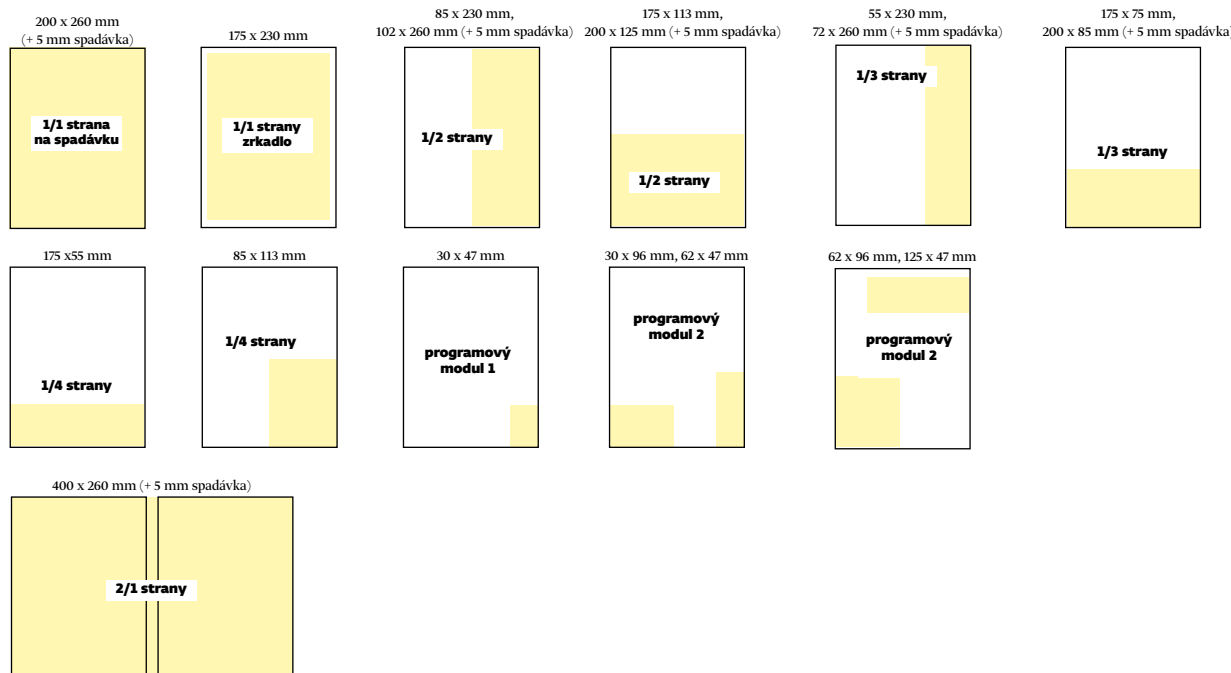 200 x 260 mm
(+ 5 mm spadávka)
1/1 strana
na spadávku
175 x 230 mm
1/1 strany
zrkadlo
85 x 230 mm,
102 x 260 mm (+ 5 mm spadávka)
1/2 strany
175 x 113 mm,
200 x 125 mm (+ 5 mm spadávka)
1/2 strany
55 x 230 mm,
72 x 260 mm (+ 5 mm spadávka)
1/3 strany
175 x 75 mm,
200 x 85 mm (+ 5 mm spadávka)
1/3 strany
175 x55 mm
1/4 strany
85 x 113 mm
1/4 strany
30 x 47 mm
programový
modul 1
30 x 96 mm, 62 x 47 mm
programový
modul 2
62 x 96 mm, 125 x 47 mm
programový
modul 2
400 x 260 mm (+ 5 mm spadávka)
2/1 strany